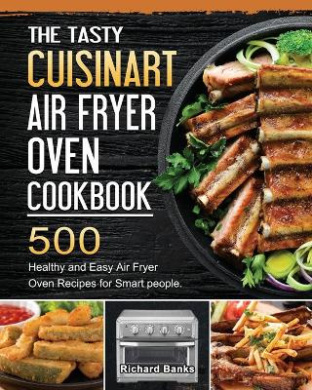 THE TASTY
CUISINART
AIR FRYER
OVEN
COOKBOOK
500
Healthy and Easy Air Fryer
Oven Recipes for Smart people.
Richard Banks